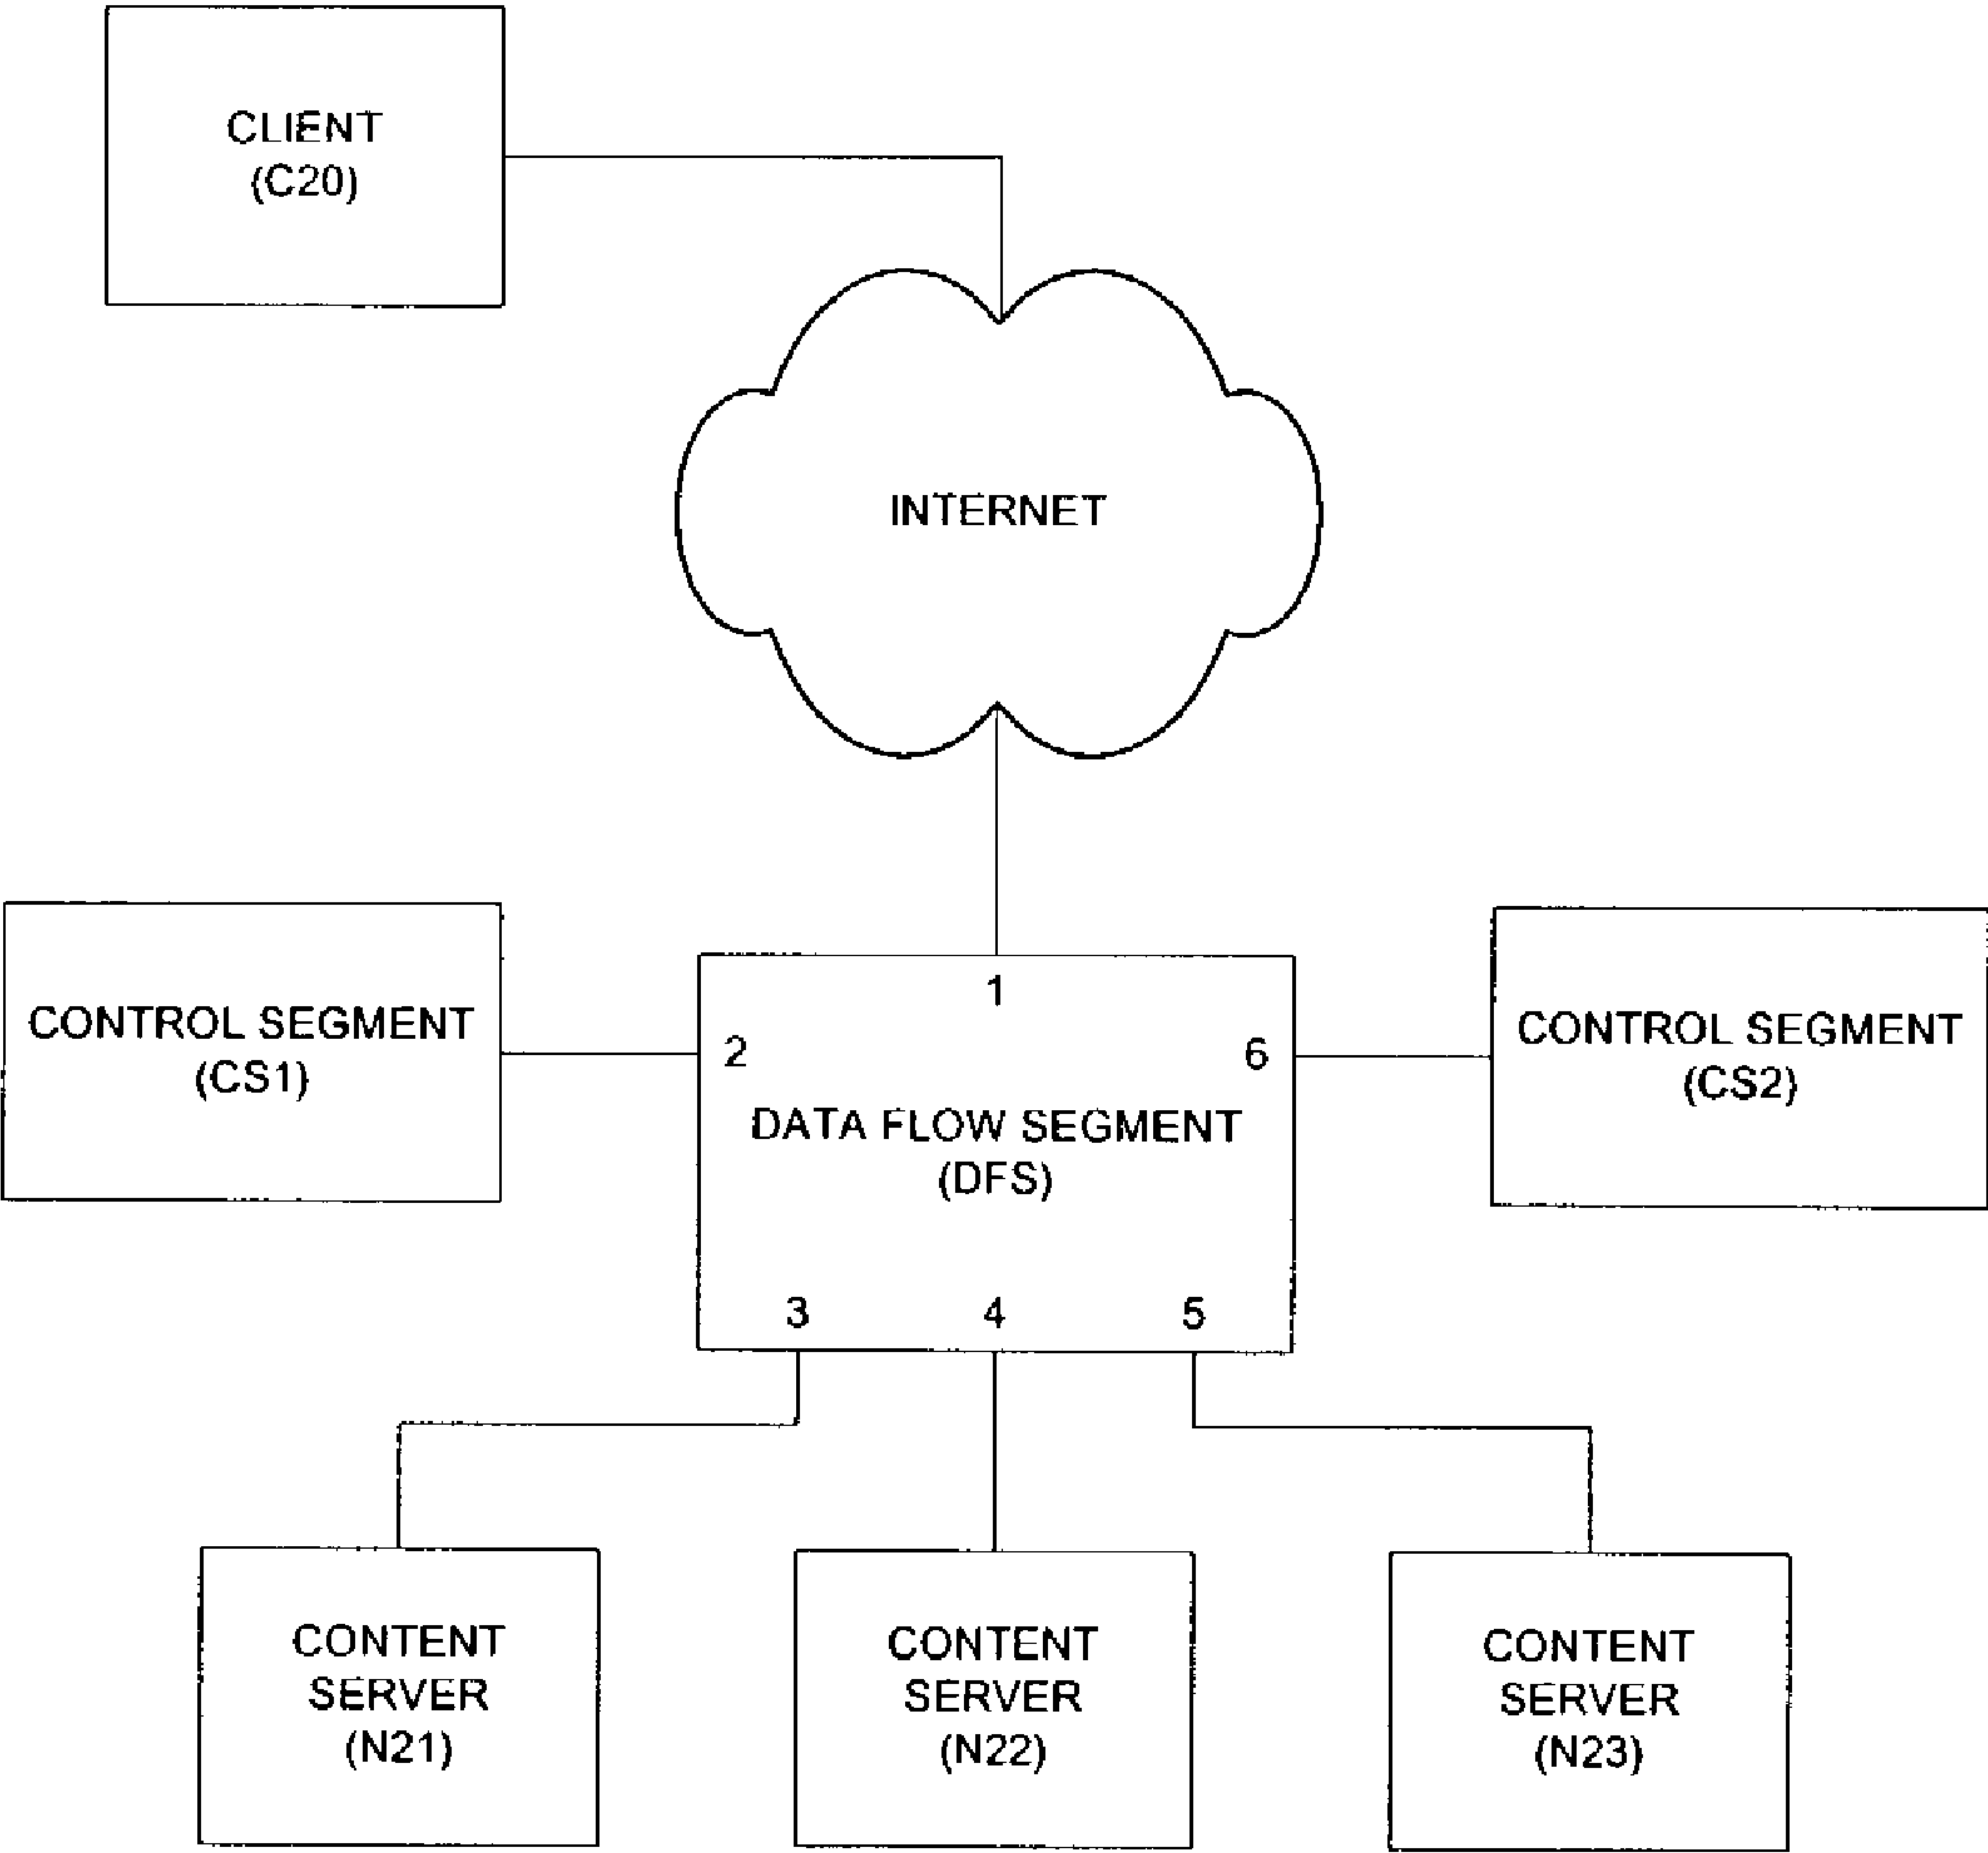 CLIENT
(C20)
INTERNET
CONTROL SEGMENT
(CS1)
1
2
6
DATA FLOW SEGMENT
(DFS)
3
4
5
CONTROL SEGMENT
(CS2)
CONTENT
SERVER
(N21)
CONTENT
SERVER
(N22)
CONTENT
SERVER
(N23)